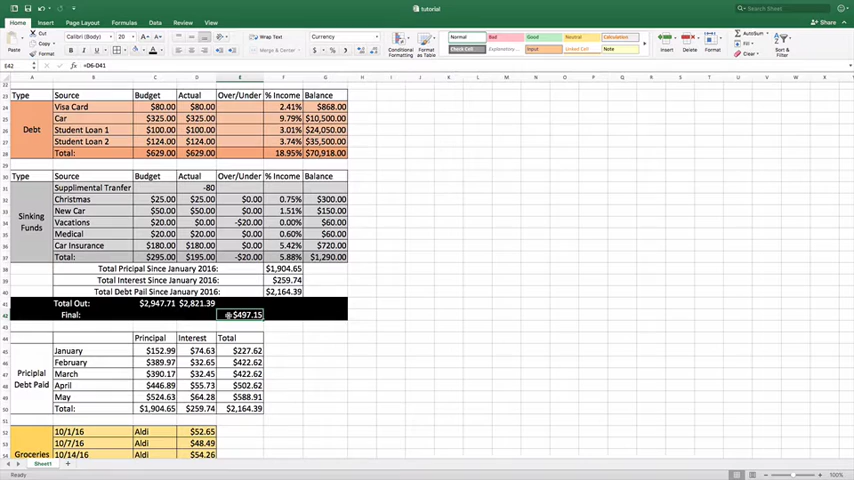 tutorial
Search Sheet
Home Insert Page Layout Formulas Data Review View
Share
Paste
Cut
Copy
Format
Calibri (Body)
B I U
Currency
Conditional Formatting
Format as Table
Normal Bad Good Neutral Calculation
Check Cell Explanatory ... Input Linked Cell Note
Insert Delete Format
AutoSum
Fill
Clear
Sort & Filter
E42 fx =D6-D41
A B C D E F G H I J K L M N O P Q
Type Source Budget Actual Over/Under % Income Balance
Debt
Visa Card $80.00 $80.00 2.41% $868.00
Car $325.00 $325.00 9.79% $10,500.00
Student Loan 1 $100.00 $100.00 3.01% $24,050.00
Student Loan 2 $124.00 $124.00 3.74% $35,500.00
Total: $629.00 $629.00 18.95% $70,918.00
Type Source Budget Actual Over/Under % Income Balance
Sinking Funds
Supplimental Tranfer -80
Christmas $25.00 $25.00 $0.00 0.75% $300.00
New Car $50.00 $50.00 $0.00 1.51% $150.00
Vacations $20.00 $0.00 -$20.00 0.00% $60.00
Medical $20.00 $20.00 $0.00 0.60% $60.00
Car Insurance $180.00 $180.00 $0.00 5.42% $720.00
Total: $295.00 $195.00 -$20.00 5.88% $1,290.00
Total Pricipal Since January 2016: $1,904.65
Total Interest Since January 2016: $259.74
Total Debt Pail Since January 2016: $2,164.39
Total Out: $2,947.71 $2,821.39
Final: $497.15
Principal Interest Total
Priciplal Debt Paid
January $152.99 $74.63 $227.62
February $389.97 $32.65 $422.62
March $390.17 $32.45 $422.62
April $446.89 $55.73 $502.62
May $524.63 $64.28 $588.91
Total: $1,904.65 $259.74 $2,164.39
Groceries
10/1/16 Aldi $52.65
10/7/16 Aldi $48.49
10/14/16 Aldi $54.26
Sheet1 +
Ready
100%